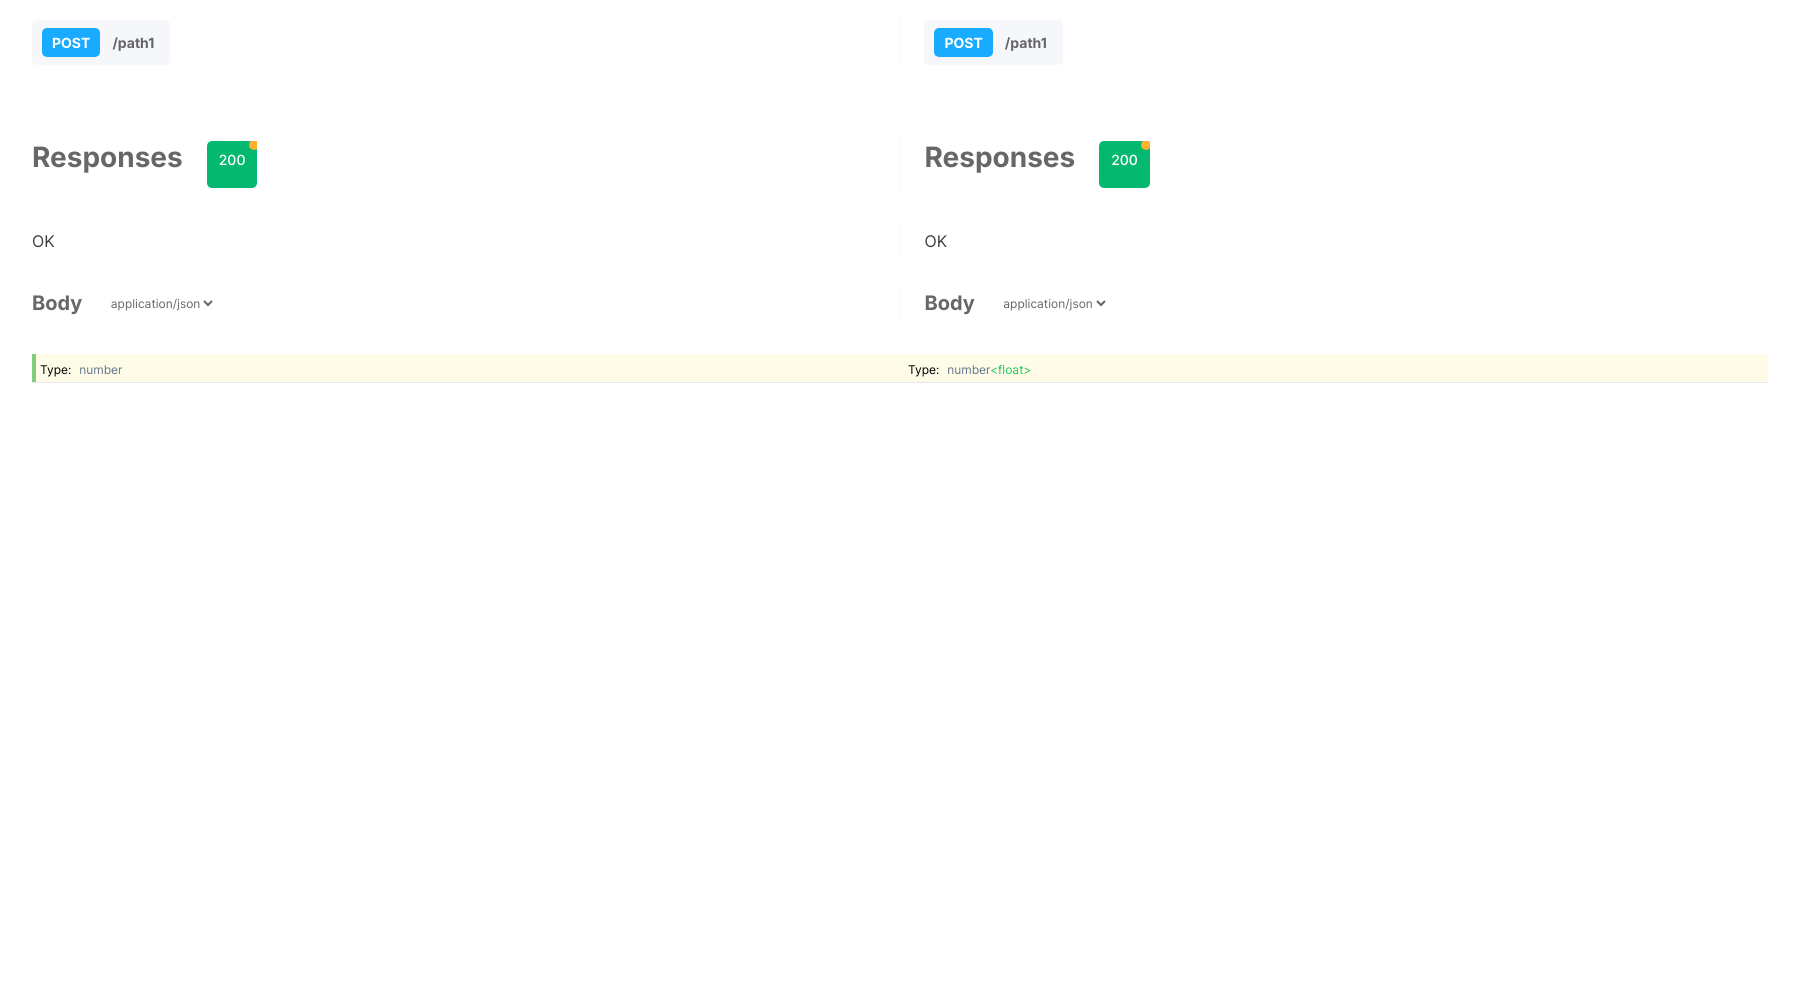 POST /path1 POST /path1
Responses 200 Responses 200
OK OK
Body application/json Body application/json
Type: number Type: number<float>